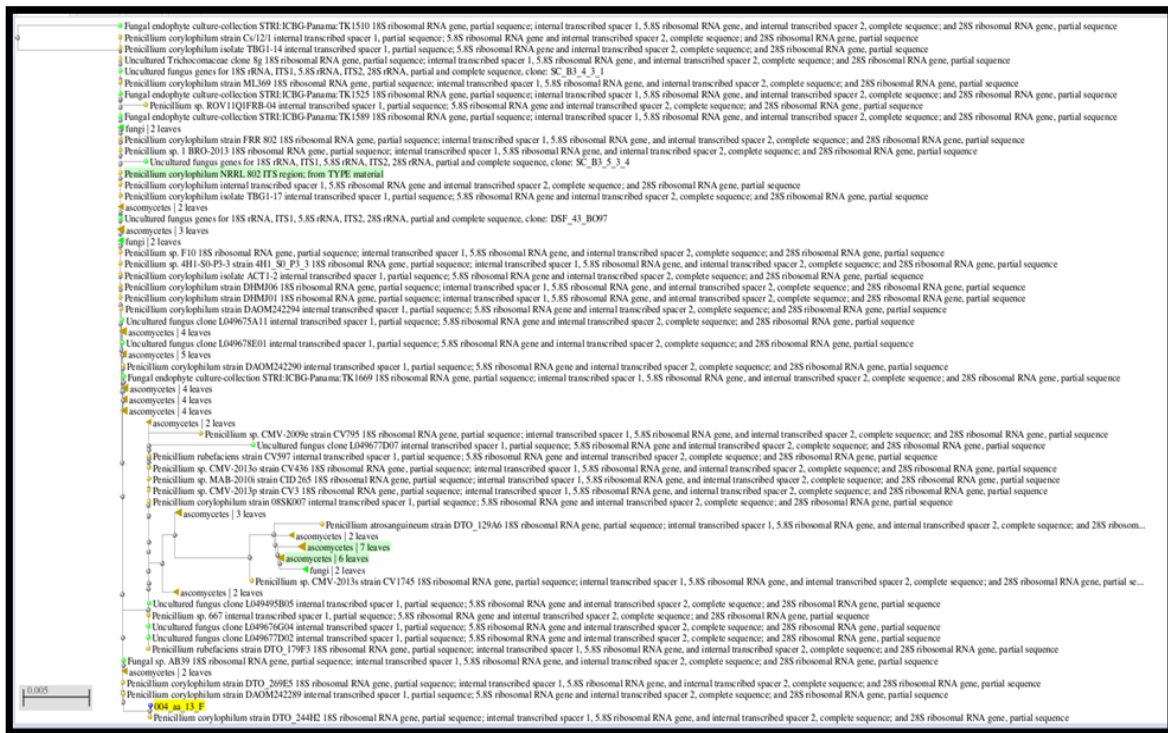 Fungal endophyte culture-collection STRI:ICBG-Panama:TK1510 18S ribosomal RNA gene, partial sequence; internal transcribed spacer 1, 5.8S ribosomal RNA gene, and internal transcribed spacer 2, complete sequence; and 28S ribosomal RNA gene, partial sequence
Penicillium corylophilum strain Cs/12/1 internal transcribed spacer 1, partial sequence; 5.8S ribosomal RNA gene and internal transcribed spacer 2, complete sequence; and 28S ribosomal RNA gene, partial sequence
Penicillium corylophilum isolate TBG1-14 internal transcribed spacer 1, partial sequence; 5.8S ribosomal RNA gene and internal transcribed spacer 2, complete sequence; and 28S ribosomal RNA gene, partial sequence
Uncultured Trichocomaceae clone 8g 18S ribosomal RNA gene, partial sequence; internal transcribed spacer 1, 5.8S ribosomal RNA gene, and internal transcribed spacer 2, complete sequence; and 28S ribosomal RNA gene, partial sequence
Uncultured fungus genes for 18S rRNA, ITS1, 5.8S rRNA, ITS2, 28S rRNA, partial and complete sequence, clone: SC_B3_4_3_1
Penicillium corylophilum strain ML369 18S ribosomal RNA gene, partial sequence; internal transcribed spacer 1, 5.8S ribosomal RNA gene, and internal transcribed spacer 2, complete sequence; and 28S ribosomal RNA gene, partial sequence
Fungal endophyte culture-collection STRI:ICBG-Panama:TK1525 18S ribosomal RNA gene, partial sequence; internal transcribed spacer 1, 5.8S ribosomal RNA gene, and internal transcribed spacer 2, complete sequence; and 28S ribosomal RNA gene, partial sequence
Penicillium sp. ROV11Q1FRB-04 internal transcribed spacer 1, partial sequence; 5.8S ribosomal RNA gene and internal transcribed spacer 2, complete sequence; and 28S ribosomal RNA gene, partial sequence
Fungal endophyte culture-collection STRI:ICBG-Panama:TK1589 18S ribosomal RNA gene, partial sequence; internal transcribed spacer 1, 5.8S ribosomal RNA gene, and internal transcribed spacer 2, complete sequence; and 28S ribosomal RNA gene, partial sequence
fungi | 2 leaves
Penicillium corylophilum strain FRR 802 18S ribosomal RNA gene, partial sequence; internal transcribed spacer 1, 5.8S ribosomal RNA gene, and internal transcribed spacer 2, complete sequence; and 28S ribosomal RNA gene, partial sequence
Penicillium sp. 1 BRO-2013 18S ribosomal RNA gene, partial sequence; internal transcribed spacer 1, 5.8S ribosomal RNA gene, and internal transcribed spacer 2, complete sequence; and 28S ribosomal RNA gene, partial sequence
Uncultured fungus genes for 18S rRNA, ITS1, 5.8S rRNA, ITS2, 28S rRNA, partial and complete sequence, clone: SC_B3_5_3_4
Penicillium corylophilum NRRL 802 ITS region; from TYPE material
Penicillium corylophilum internal transcribed spacer 1, 5.8S ribosomal RNA gene and internal transcribed spacer 2, complete sequence; and 28S ribosomal RNA gene, partial sequence
Penicillium corylophilum isolate TBG1-17 internal transcribed spacer 1, partial sequence; 5.8S ribosomal RNA gene and internal transcribed spacer 2, complete sequence; and 28S ribosomal RNA gene, partial sequence
ascomycetes | 2 leaves
Uncultured fungus genes for 18S rRNA, ITS1, 5.8S rRNA, ITS2, 28S rRNA, partial and complete sequence, clone: DSF_43_BO97
ascomycetes | 3 leaves
fungi | 2 leaves
Penicillium sp. F10 18S ribosomal RNA gene, partial sequence; internal transcribed spacer 1, 5.8S ribosomal RNA gene, and internal transcribed spacer 2, complete sequence; and 28S ribosomal RNA gene, partial sequence
Penicillium sp. 4H1-S0-P3-3 strain 4H1_S0_P3_3 18S ribosomal RNA gene, partial sequence; internal transcribed spacer 1, 5.8S ribosomal RNA gene, and internal transcribed spacer 2, complete sequence; and 28S ribosomal RNA gene, partial sequence
Penicillium corylophilum isolate ACT1-2 internal transcribed spacer 1, partial sequence; 5.8S ribosomal RNA gene and internal transcribed spacer 2, complete sequence; and 28S ribosomal RNA gene, partial sequence
Penicillium corylophilum strain DHMJ06 18S ribosomal RNA gene, partial sequence; internal transcribed spacer 1, 5.8S ribosomal RNA gene, and internal transcribed spacer 2, complete sequence; and 28S ribosomal RNA gene, partial sequence
Penicillium corylophilum strain DHMJ01 18S ribosomal RNA gene, partial sequence; internal transcribed spacer 1, 5.8S ribosomal RNA gene, and internal transcribed spacer 2, complete sequence; and 28S ribosomal RNA gene, partial sequence
Penicillium corylophilum strain DAOM242294 internal transcribed spacer 1, partial sequence; 5.8S ribosomal RNA gene and internal transcribed spacer 2, complete sequence; and 28S ribosomal RNA gene, partial sequence
Uncultured fungus clone L049675A11 internal transcribed spacer 1, partial sequence; 5.8S ribosomal RNA gene and internal transcribed spacer 2, complete sequence; and 28S ribosomal RNA gene, partial sequence
ascomycetes | 4 leaves
Uncultured fungus clone L049678E01 internal transcribed spacer 1, partial sequence; 5.8S ribosomal RNA gene and internal transcribed spacer 2, complete sequence; and 28S ribosomal RNA gene, partial sequence
ascomycetes | 5 leaves
Penicillium corylophilum strain DAOM242290 internal transcribed spacer 1, partial sequence; 5.8S ribosomal RNA gene and internal transcribed spacer 2, complete sequence; and 28S ribosomal RNA gene, partial sequence
Fungal endophyte culture-collection STRI:ICBG-Panama:TK1669 18S ribosomal RNA gene, partial sequence; internal transcribed spacer 1, 5.8S ribosomal RNA gene, and internal transcribed spacer 2, complete sequence; and 28S ribosomal RNA gene, partial sequence
ascomycetes | 4 leaves
ascomycetes | 4 leaves
ascomycetes | 2 leaves
Penicillium sp. CMV-2009e strain CV795 18S ribosomal RNA gene, partial sequence; internal transcribed spacer 1, 5.8S ribosomal RNA gene, and internal transcribed spacer 2, complete sequence; and 28S ribosomal RNA gene, partial sequence
Uncultured fungus clone L049677D07 internal transcribed spacer 1, partial sequence; 5.8S ribosomal RNA gene and internal transcribed spacer 2, complete sequence; and 28S ribosomal RNA gene, partial sequence
Penicillium rubefaciens strain CV597 internal transcribed spacer 1, partial sequence; 5.8S ribosomal RNA gene and internal transcribed spacer 2, complete sequence; and 28S ribosomal RNA gene, partial sequence
Penicillium sp. CMV-2013o strain CV436 18S ribosomal RNA gene, partial sequence; internal transcribed spacer 1, 5.8S ribosomal RNA gene, and internal transcribed spacer 2, complete sequence; and 28S ribosomal RNA gene, partial sequence
Penicillium sp. MAB-2010i strain CID 265 18S ribosomal RNA gene, partial sequence; internal transcribed spacer 1, 5.8S ribosomal RNA gene, and internal transcribed spacer 2, complete sequence; and 28S ribosomal RNA gene, partial sequence
Penicillium sp. CMV-2013p strain CV3 18S ribosomal RNA gene, partial sequence; internal transcribed spacer 1, 5.8S ribosomal RNA gene, and internal transcribed spacer 2, complete sequence; and 28S ribosomal RNA gene, partial sequence
Penicillium corylophilum strain 08SK007 internal transcribed spacer 1, partial sequence; 5.8S ribosomal RNA gene and internal transcribed spacer 2, complete sequence; and 28S ribosomal RNA gene, partial sequence
ascomycetes | 3 leaves
Penicillium atrosanguineum strain DTO_129A6 18S ribosomal RNA gene, partial sequence; internal transcribed spacer 1, 5.8S ribosomal RNA gene, and internal transcribed spacer 2, complete sequence; and 28S ribosom...
ascomycetes | 2 leaves
ascomycetes | 7 leaves
ascomycetes | 6 leaves
fungi | 2 leaves
Penicillium sp. CMV-2013s strain CV1745 18S ribosomal RNA gene, partial sequence; internal transcribed spacer 1, 5.8S ribosomal RNA gene, and internal transcribed spacer 2, complete sequence; and 28S ribosomal RNA gene, partial se...
ascomycetes | 2 leaves
Uncultured fungus clone L049495B05 internal transcribed spacer 1, partial sequence; 5.8S ribosomal RNA gene and internal transcribed spacer 2, complete sequence; and 28S ribosomal RNA gene, partial sequence
Penicillium sp. 667 internal transcribed spacer 1, partial sequence; 5.8S ribosomal RNA gene and internal transcribed spacer 2, complete sequence; and 28S ribosomal RNA gene, partial sequence
Uncultured fungus clone L049676G04 internal transcribed spacer 1, partial sequence; 5.8S ribosomal RNA gene and internal transcribed spacer 2, complete sequence; and 28S ribosomal RNA gene, partial sequence
Uncultured fungus clone L049677D02 internal transcribed spacer 1, partial sequence; 5.8S ribosomal RNA gene and internal transcribed spacer 2, complete sequence; and 28S ribosomal RNA gene, partial sequence
Penicillium rubefaciens strain DTO_179F3 18S ribosomal RNA gene, partial sequence; internal transcribed spacer 1, 5.8S ribosomal RNA gene, and internal transcribed spacer 2, complete sequence; and 28S ribosomal RNA gene, partial sequence
Fungal sp. AB39 18S ribosomal RNA gene, partial sequence; internal transcribed spacer 1, 5.8S ribosomal RNA gene, and internal transcribed spacer 2, complete sequence; and 28S ribosomal RNA gene, partial sequence
ascomycetes | 2 leaves
Penicillium corylophilum strain DTO_269E5 18S ribosomal RNA gene, partial sequence; internal transcribed spacer 1, 5.8S ribosomal RNA gene, and internal transcribed spacer 2, complete sequence; and 28S ribosomal RNA gene, partial sequence
Penicillium corylophilum strain DAOM242289 internal transcribed spacer 1, partial sequence; 5.8S ribosomal RNA gene and internal transcribed spacer 2, complete sequence; and 28S ribosomal RNA gene, partial sequence
0.005
004_aa_13_F
Penicillium corylophilum strain DTO_244H2 18S ribosomal RNA gene, partial sequence; internal transcribed spacer 1, 5.8S ribosomal RNA gene, and internal transcribed spacer 2, complete sequence; and 28S ribosomal RNA gene, partial sequence